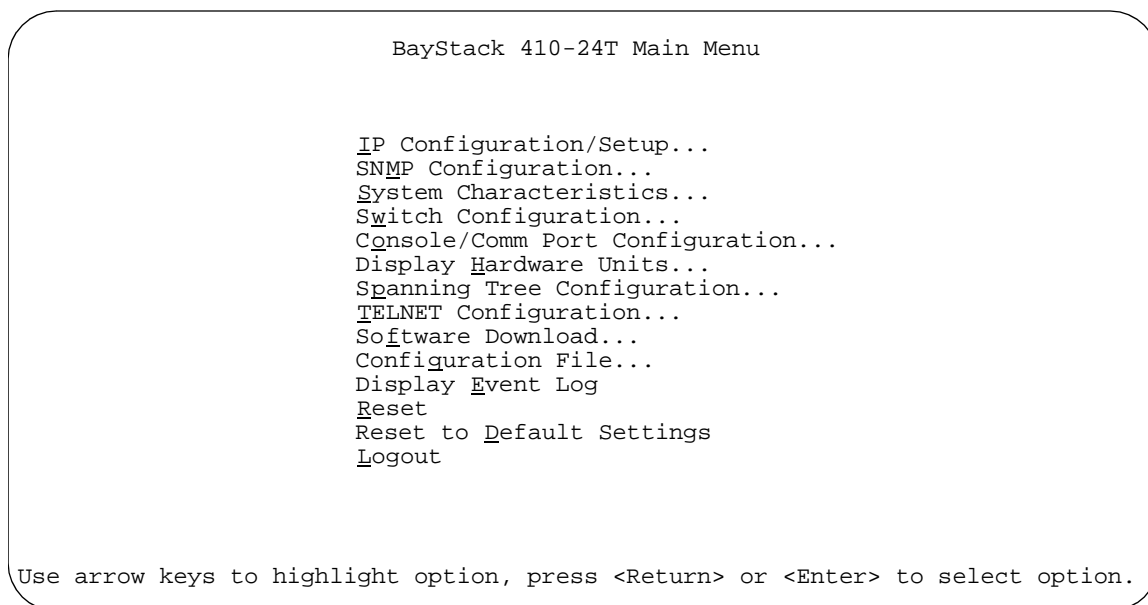 BayStack 410-24T Main Menu
IP Configuration/Setup...
SNMP Configuration...
System Characteristics...
Switch Configuration...
Console/Comm Port Configuration...
Display Hardware Units...
Spanning Tree Configuration...
TELNET Configuration...
Software Download...
Configuration File...
Display Event Log
Reset
Reset to Default Settings
Logout
Use arrow keys to highlight option, press <Return> or <Enter> to select option.